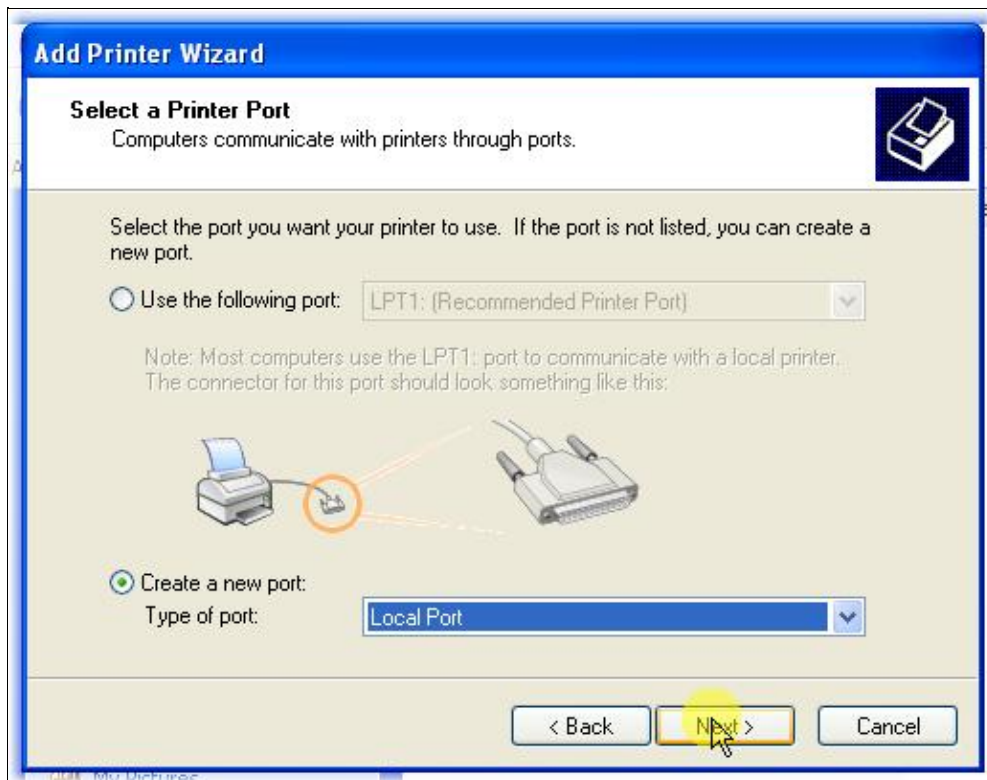 Add Printer Wizard
Select a Printer Port
Computers communicate with printers through ports.
Select the port you want your printer to use. If the port is not listed, you can create a
new port.
Use the following port: LPT1: (Recommended Printer Port)
Note: Most computers use the LPT1: port to communicate with a local printer.
The connector for this port should look something like this:
Create a new port:
Type of port: Local Port
< Back Next > Cancel
My Pictures